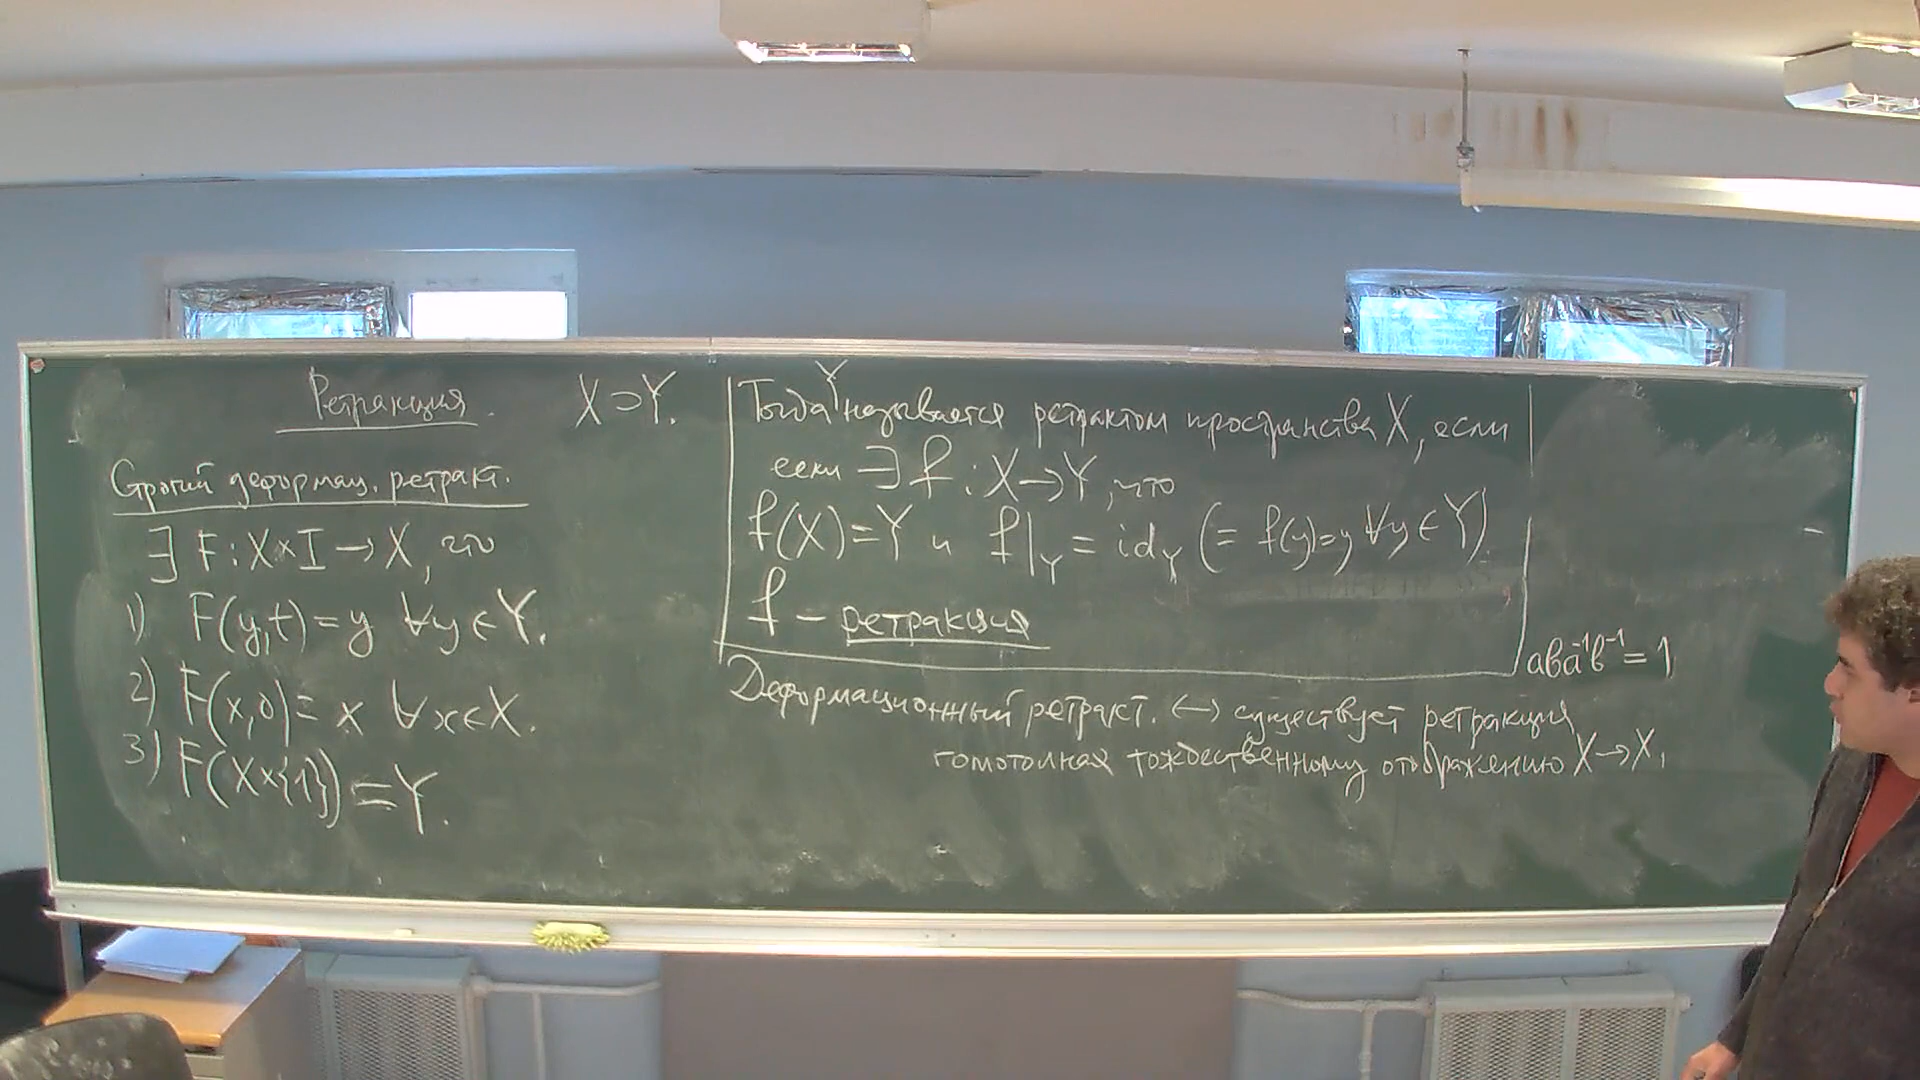 Ретракция.
X ⊃ Y.
Строгий деформац. ретракт.
∃ F : X×I → X, что
1) F(y,t) = y ∀y ∈ Y.
2) F(x,0) = x ∀x ∈ X.
3) F(X×{1}) = Y.
Тогда Y называется ретрактом пространства X, если
если ∃ f : X → Y, что
f(X) = Y и f|_Y = id_Y (= f(y)=y ∀y ∈ Y).
f – ретракция
aba⁻¹b⁻¹ = 1
Деформационный ретракт. ↔ существует ретракция
гомотопная тождественному отображению X → X.